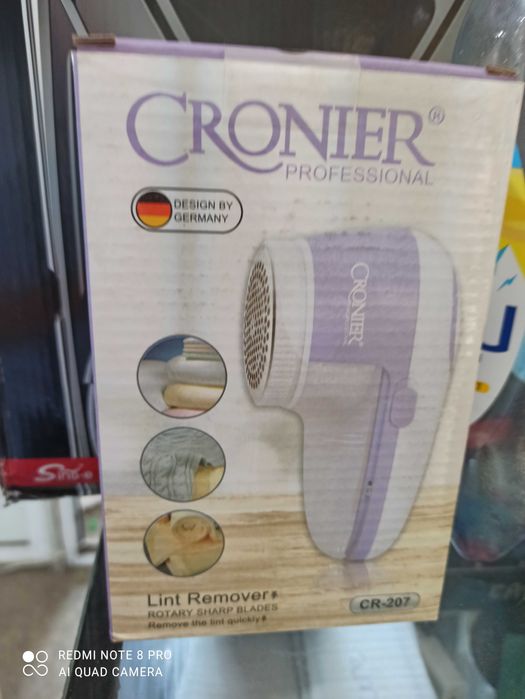 CRONIER®
PROFESSIONAL
DESIGN BY
GERMANY
CRONIER
Lint Remover
ROTARY SHARP BLADES
Remove the lint quickly
CR-207
REDMI NOTE 8 PRO
AI QUAD CAMERA